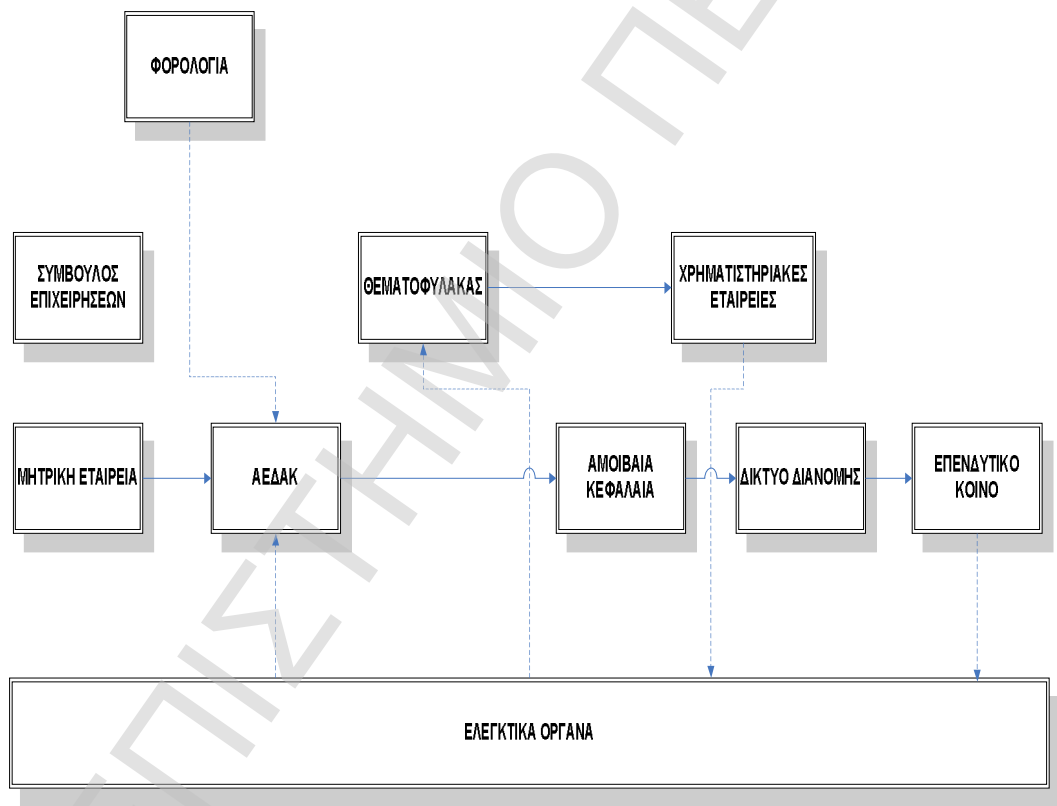 ΦΟΡΟΛΟΓΙΑ
ΣΥΜΒΟΥΛΟΣ
ΕΠΙΧΕΙΡΗΣΕΩΝ
ΘΕΜΑΤΟΦΥΛΑΚΑΣ
ΧΡΗΜΑΤΙΣΤΗΡΙΑΚΕΣ
ΕΤΑΙΡΕΙΕΣ
ΜΗΤΡΙΚΗ ΕΤΑΙΡΕΙΑ
ΑΕΔΑΚ
ΑΜΟΙΒΑΙΑ
ΚΕΦΑΛΑΙΑ
ΔΙΚΤΥΟ ΔΙΑΝΟΜΗΣ
ΕΠΕΝΔΥΤΙΚΟ
ΚΟΙΝΟ
ΕΛΕΓΚΤΙΚΑ ΟΡΓΑΝΑ